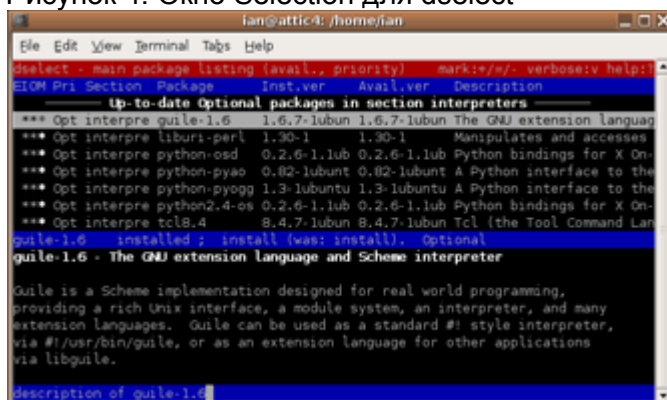 Рисунок 4. Окно Selection для dselect
ian@attic4: /home/ian
File Edit View Terminal Tabs Help
dselect - main package listing (avail., priority) mark:+/=/- verbose:v help:?
EIOM Pri Section Package Inst.ver Avail.ver Description
Up-to-date Optional packages in section interpreters
*** Opt interpre guile-1.6 1.6.7-1ubun 1.6.7-1ubun The GNU extension languag
*** Opt interpre liburi-perl 1.30-1 1.30-1 Manipulates and accesses
*** Opt interpre python-osd 0.2.6-1.1ub 0.2.6-1.1ub Python bindings for X On-
*** Opt interpre python-pyao 0.82-1ubunt 0.82-1ubunt A Python interface to the
*** Opt interpre python-pyogg 1.3-1ubuntu 1.3-1ubuntu A Python interface to the
*** Opt interpre python2.4-os 0.2.6-1.1ub 0.2.6-1.1ub Python bindings for X On-
*** Opt interpre tcl8.4 8.4.7-1ubun 8.4.7-1ubun Tcl (the Tool Command Lan
guile-1.6 installed ; install (was: install). Optional
guile-1.6 - The GNU extension language and Scheme interpreter
Guile is a Scheme implementation designed for real world programming,
providing a rich Unix interface, a module system, an interpreter, and many
extension languages. Guile can be used as a standard #! style interpreter,
via #!/usr/bin/guile, or as an extension language for other applications
via libguile.
description of guile-1.6